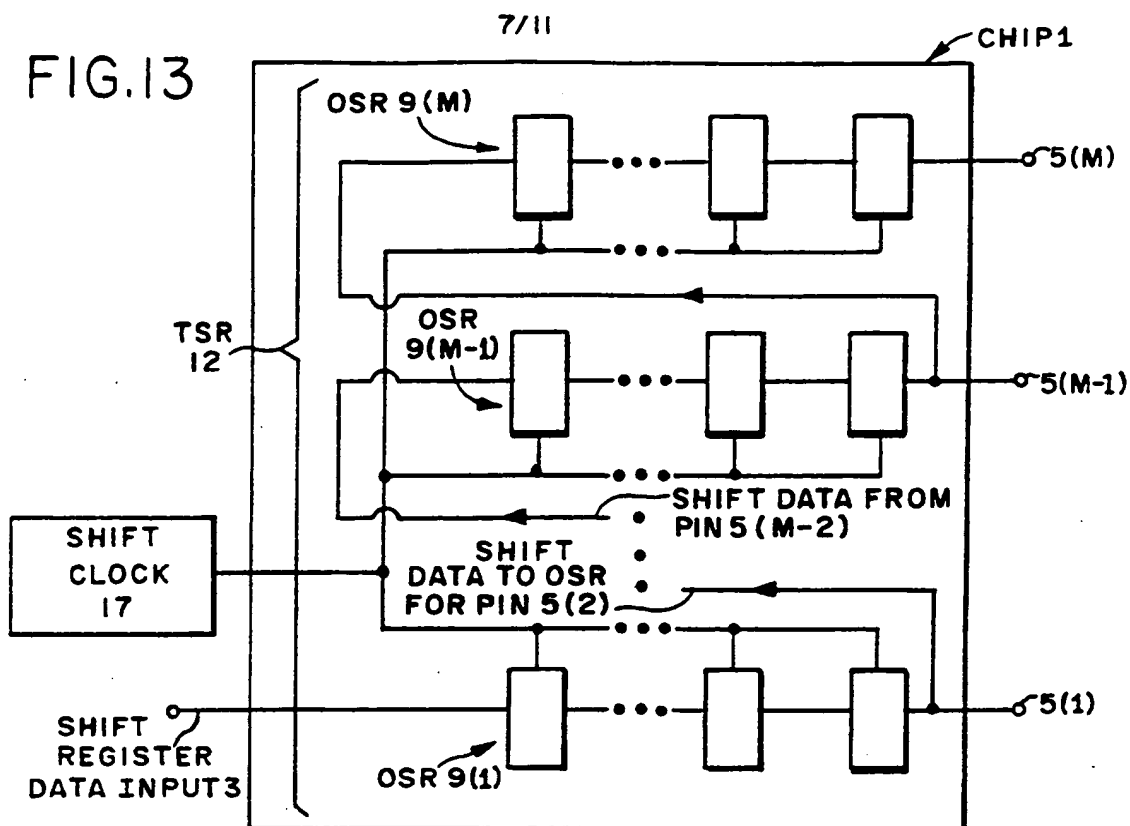 7/11
FIG.13
CHIP1
OSR 9(M)
5(M)
OSR
9(M-1)
TSR
12
5(M-1)
SHIFT DATA FROM
PIN 5(M-2)
SHIFT
CLOCK
17
SHIFT
DATA TO OSR
FOR PIN 5(2)
5(1)
SHIFT
REGISTER
DATA INPUT3
OSR 9(1)